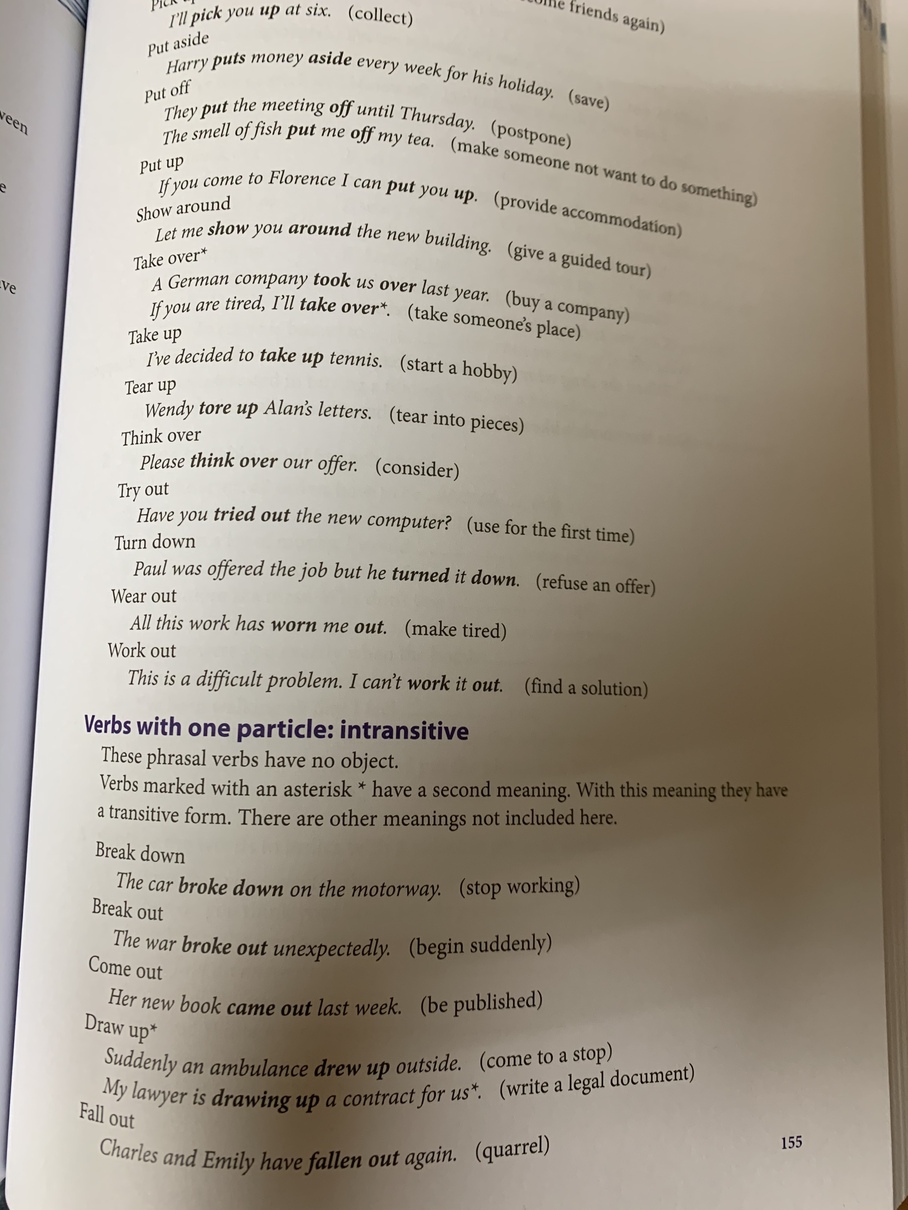 Pick
friends again)
I'll pick you up at six. (collect)
Put aside
Harry puts money aside every week for his holiday. (save)
Put off
They put the meeting off until Thursday. (postpone)
The smell of fish put me off my tea. (make someone not want to do something)
Put up
If you come to Florence I can put you up. (provide accommodation)
Show around
Let me show you around the new building. (give a guided tour)
Take over*
A German company took us over last year. (buy a company)
If you are tired, I'll take over*. (take someone's place)
Take up
I've decided to take up tennis. (start a hobby)
Tear up
Wendy tore up Alan's letters. (tear into pieces)
Think over
Please think over our offer. (consider)
Try out
Have you tried out the new computer? (use for the first time)
Turn down
Paul was offered the job but he turned it down. (refuse an offer)
Wear out
All this work has worn me out. (make tired)
Work out
This is a difficult problem. I can't work it out. (find a solution)
Verbs with one particle: intransitive
These phrasal verbs have no object.
Verbs marked with an asterisk * have a second meaning. With this meaning they have
a transitive form. There are other meanings not included here.
Break down
The car broke down on the motorway. (stop working)
Break out
The war broke out unexpectedly. (begin suddenly)
Come out
Her new book came out last week. (be published)
Draw up*
Suddenly an ambulance drew up outside. (come to a stop)
My lawyer is drawing up a contract for us*. (write a legal document)
Fall out
Charles and Emily have fallen out again. (quarrel)
155